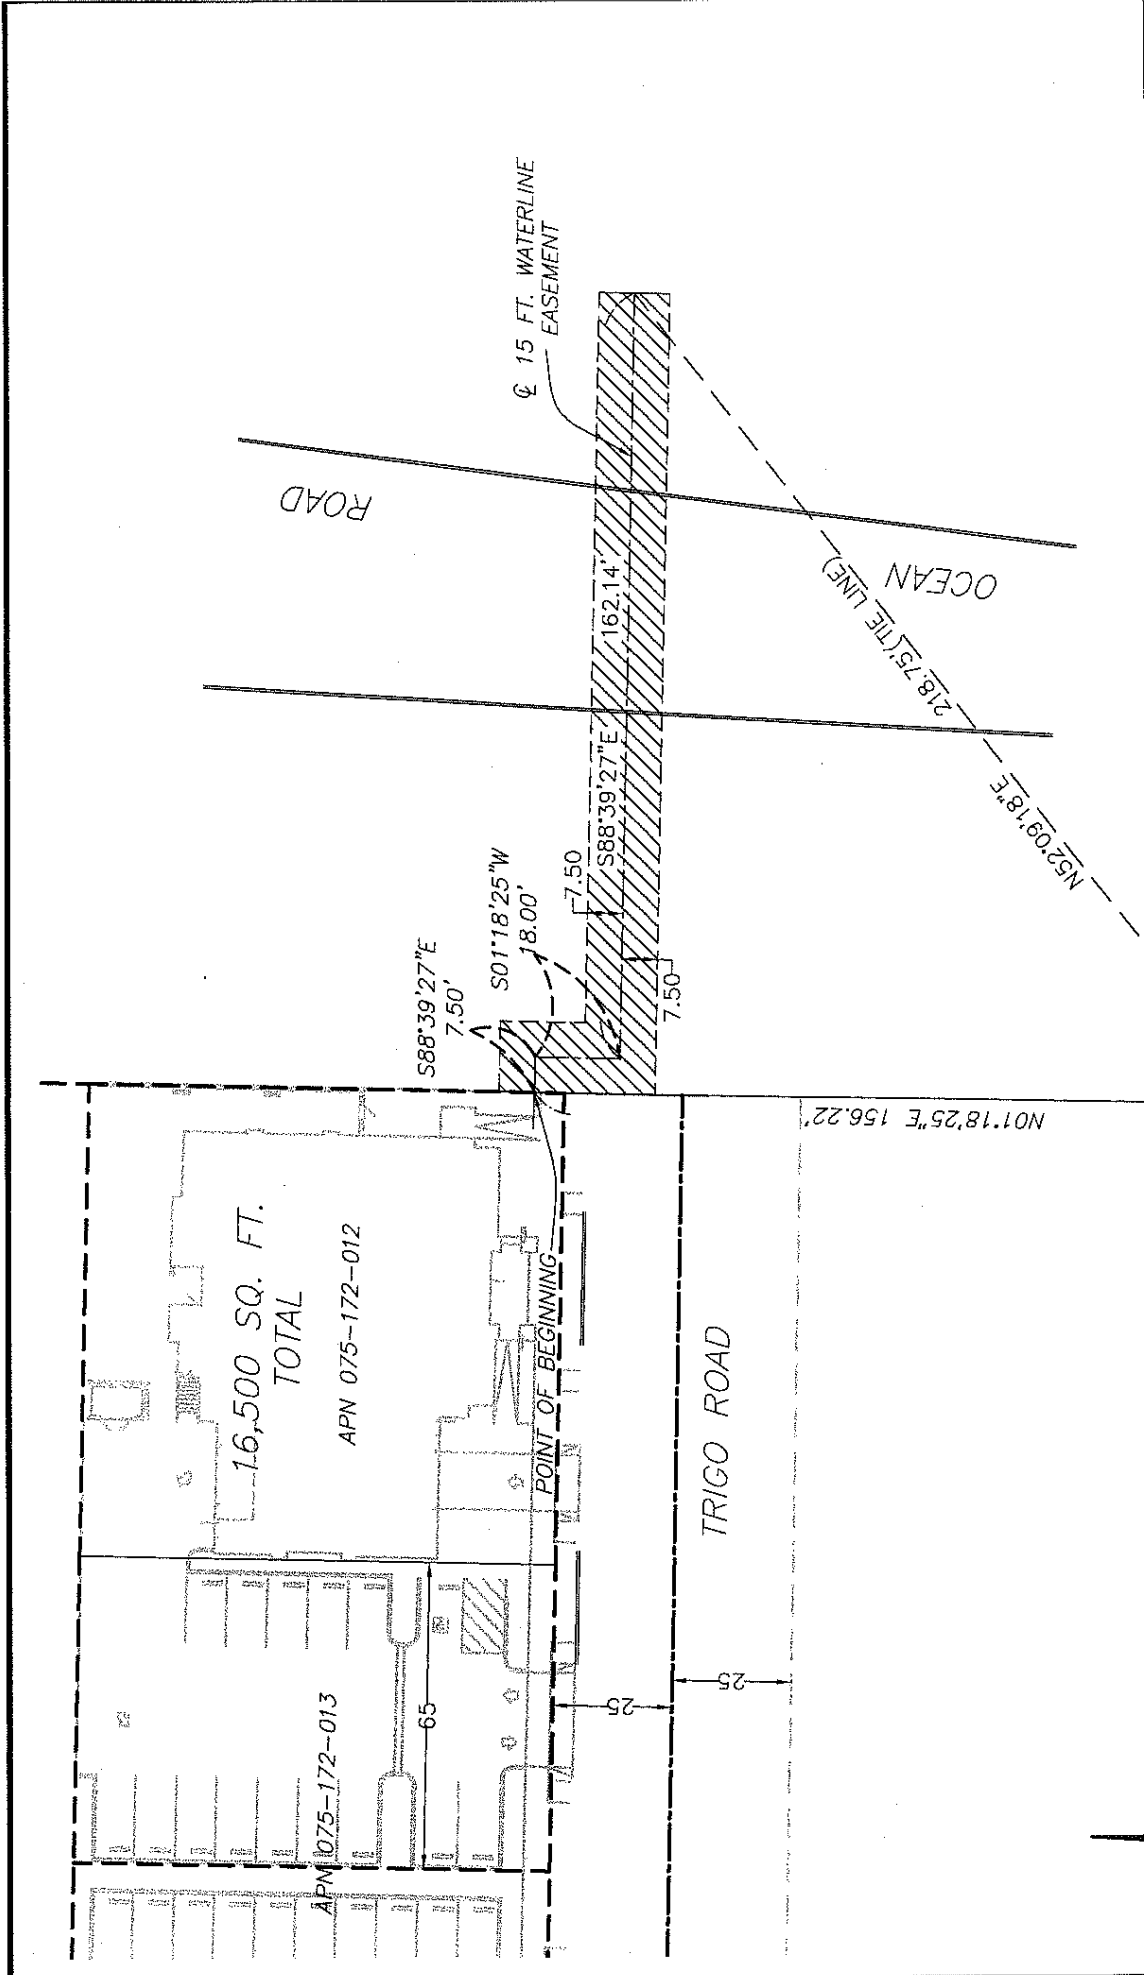 ℄ 15 FT. WATERLINE
EASEMENT
ROAD
OCEAN
162.14'
S88°39'27"E
S01°18'25"W
18.00'
7.50
7.50
S88°39'27"E
7.50'
218.75'(TIE LINE)
N52°09'18"E
N01°18'25"E 156.22'
16,500 SQ. FT.
TOTAL
APN 075-172-012
POINT OF BEGINNING
TRIGO ROAD
APN 075-172-013
65
25
25